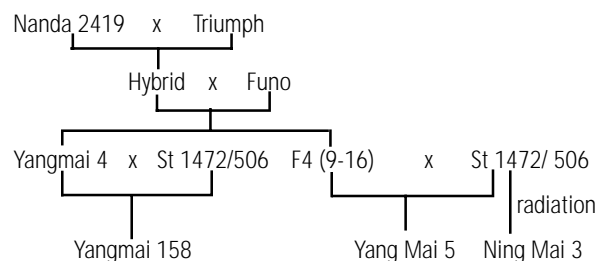 Nanda 2419 x Triumph
Hybrid x Funo
Yangmai 4 x St 1472/506 F4 (9-16) x St 1472/ 506
radiation
Yangmai 158 Yang Mai 5 Ning Mai 3